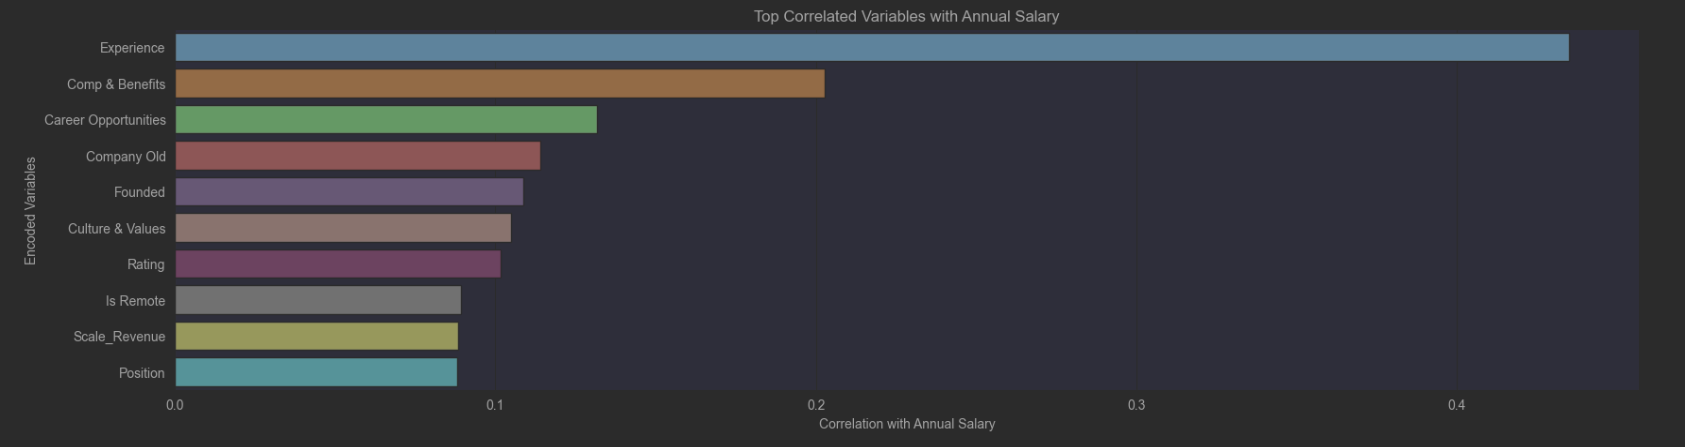 Top Correlated Variables with Annual Salary
Encoded Variables
Experience
Comp & Benefits
Career Opportunities
Company Old
Founded
Culture & Values
Rating
Is Remote
Scale_Revenue
Position
0.0 0.1 0.2 0.3 0.4
Correlation with Annual Salary